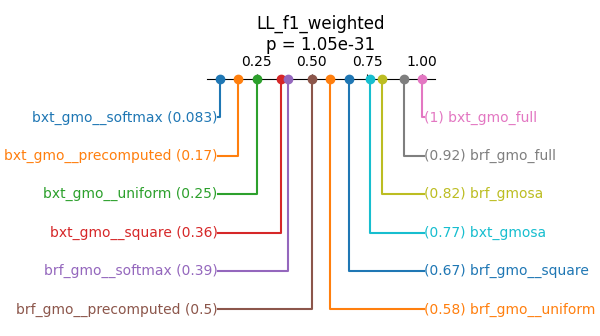 LL_f1_weighted
p = 1.05e-31
0.25 0.50 0.75 1.00
bxt_gmo__softmax (0.083) (1) bxt_gmo_full
bxt_gmo__precomputed (0.17) (0.92) brf_gmo_full
bxt_gmo__uniform (0.25) (0.82) brf_gmosa
bxt_gmo__square (0.36) (0.77) bxt_gmosa
brf_gmo__softmax (0.39) (0.67) brf_gmo__square
brf_gmo__precomputed (0.5) (0.58) brf_gmo__uniform